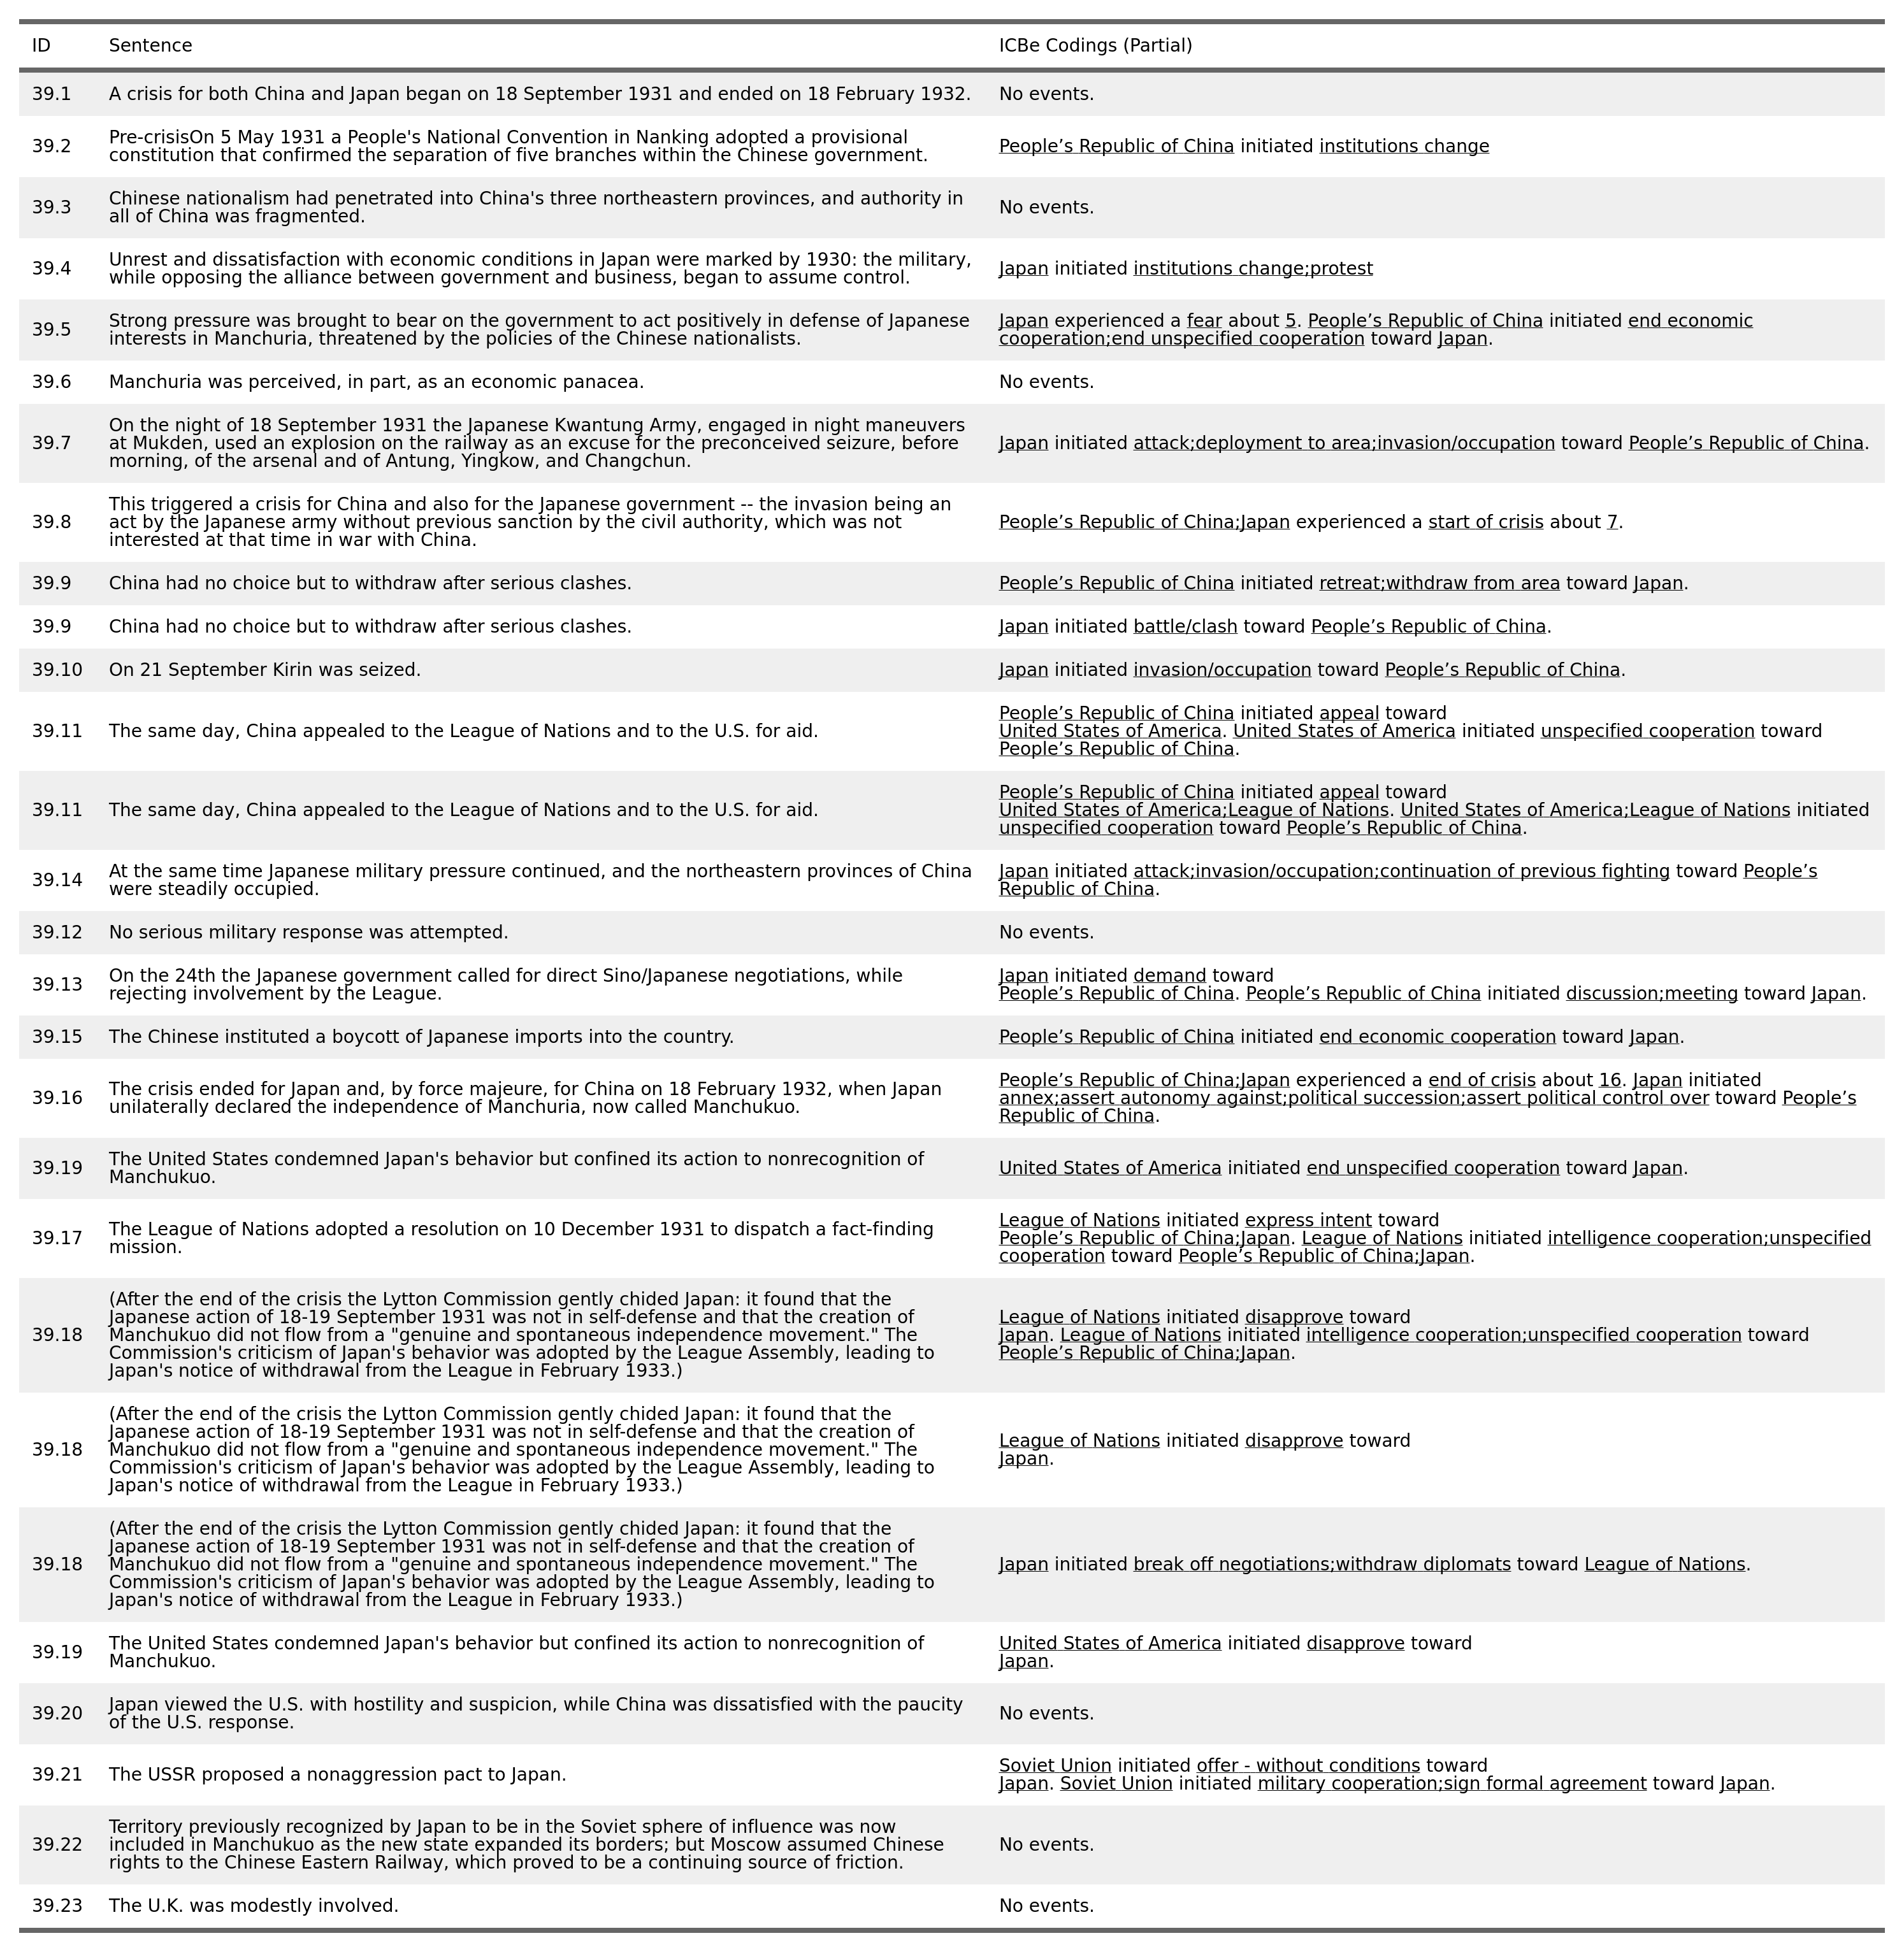 ID Sentence ICBe Codings (Partial)
39.1 A crisis for both China and Japan began on 18 September 1931 and ended on 18 February 1932. No events.
39.2 Pre-crisisOn 5 May 1931 a People's National Convention in Nanking adopted a provisional
constitution that confirmed the separation of five branches within the Chinese government.
People’s Republic of China initiated institutions change
39.3 Chinese nationalism had penetrated into China's three northeastern provinces, and authority in
all of China was fragmented.
No events.
39.4 Unrest and dissatisfaction with economic conditions in Japan were marked by 1930: the military,
while opposing the alliance between government and business, began to assume control.
Japan initiated institutions change;protest
39.5 Strong pressure was brought to bear on the government to act positively in defense of Japanese
interests in Manchuria, threatened by the policies of the Chinese nationalists.
Japan experienced a fear about 5. People’s Republic of China initiated end economic
cooperation;end unspecified cooperation toward Japan.
39.6 Manchuria was perceived, in part, as an economic panacea. No events.
39.7 On the night of 18 September 1931 the Japanese Kwantung Army, engaged in night maneuvers
at Mukden, used an explosion on the railway as an excuse for the preconceived seizure, before
morning, of the arsenal and of Antung, Yingkow, and Changchun.
Japan initiated attack;deployment to area;invasion/occupation toward People’s Republic of China.
39.8 This triggered a crisis for China and also for the Japanese government -- the invasion being an
act by the Japanese army without previous sanction by the civil authority, which was not
interested at that time in war with China.
People’s Republic of China;Japan experienced a start of crisis about 7.
39.9 China had no choice but to withdraw after serious clashes. People’s Republic of China initiated retreat;withdraw from area toward Japan.
39.9 China had no choice but to withdraw after serious clashes. Japan initiated battle/clash toward People’s Republic of China.
39.10 On 21 September Kirin was seized. Japan initiated invasion/occupation toward People’s Republic of China.
39.11 The same day, China appealed to the League of Nations and to the U.S. for aid.
People’s Republic of China initiated appeal toward
United States of America. United States of America initiated unspecified cooperation toward
People’s Republic of China.
39.11 The same day, China appealed to the League of Nations and to the U.S. for aid.
People’s Republic of China initiated appeal toward
United States of America;League of Nations. United States of America;League of Nations initiated
unspecified cooperation toward People’s Republic of China.
39.14 At the same time Japanese military pressure continued, and the northeastern provinces of China
were steadily occupied.
Japan initiated attack;invasion/occupation;continuation of previous fighting toward People’s
Republic of China.
39.12 No serious military response was attempted. No events.
39.13 On the 24th the Japanese government called for direct Sino/Japanese negotiations, while
rejecting involvement by the League.
Japan initiated demand toward
People’s Republic of China. People’s Republic of China initiated discussion;meeting toward Japan.
39.15 The Chinese instituted a boycott of Japanese imports into the country. People’s Republic of China initiated end economic cooperation toward Japan.
39.16 The crisis ended for Japan and, by force majeure, for China on 18 February 1932, when Japan
unilaterally declared the independence of Manchuria, now called Manchukuo.
People’s Republic of China;Japan experienced a end of crisis about 16. Japan initiated
annex;assert autonomy against;political succession;assert political control over toward People’s
Republic of China.
39.19 The United States condemned Japan's behavior but confined its action to nonrecognition of
Manchukuo.
United States of America initiated end unspecified cooperation toward Japan.
39.17 The League of Nations adopted a resolution on 10 December 1931 to dispatch a fact-finding
mission.
League of Nations initiated express intent toward
People’s Republic of China;Japan. League of Nations initiated intelligence cooperation;unspecified
cooperation toward People’s Republic of China;Japan.
39.18 (After the end of the crisis the Lytton Commission gently chided Japan: it found that the
Japanese action of 18-19 September 1931 was not in self-defense and that the creation of
Manchukuo did not flow from a "genuine and spontaneous independence movement." The
Commission's criticism of Japan's behavior was adopted by the League Assembly, leading to
Japan's notice of withdrawal from the League in February 1933.)
League of Nations initiated disapprove toward
Japan. League of Nations initiated intelligence cooperation;unspecified cooperation toward
People’s Republic of China;Japan.
39.18 (After the end of the crisis the Lytton Commission gently chided Japan: it found that the
Japanese action of 18-19 September 1931 was not in self-defense and that the creation of
Manchukuo did not flow from a "genuine and spontaneous independence movement." The
Commission's criticism of Japan's behavior was adopted by the League Assembly, leading to
Japan's notice of withdrawal from the League in February 1933.)
League of Nations initiated disapprove toward
Japan.
39.18 (After the end of the crisis the Lytton Commission gently chided Japan: it found that the
Japanese action of 18-19 September 1931 was not in self-defense and that the creation of
Manchukuo did not flow from a "genuine and spontaneous independence movement." The
Commission's criticism of Japan's behavior was adopted by the League Assembly, leading to
Japan's notice of withdrawal from the League in February 1933.)
Japan initiated break off negotiations;withdraw diplomats toward League of Nations.
39.19 The United States condemned Japan's behavior but confined its action to nonrecognition of
Manchukuo.
United States of America initiated disapprove toward
Japan.
39.20 Japan viewed the U.S. with hostility and suspicion, while China was dissatisfied with the paucity
of the U.S. response.
No events.
39.21 The USSR proposed a nonaggression pact to Japan.
Soviet Union initiated offer - without conditions toward
Japan. Soviet Union initiated military cooperation;sign formal agreement toward Japan.
39.22 Territory previously recognized by Japan to be in the Soviet sphere of influence was now
included in Manchukuo as the new state expanded its borders; but Moscow assumed Chinese
rights to the Chinese Eastern Railway, which proved to be a continuing source of friction.
No events.
39.23 The U.K. was modestly involved. No events.